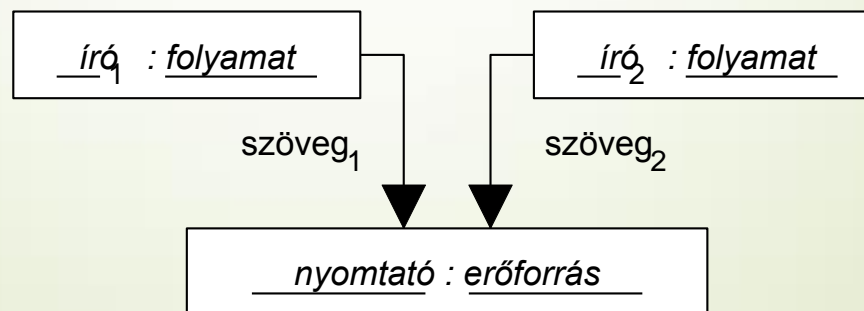 író₁ : folyamat író₂ : folyamat
szöveg₁ szöveg₂
nyomtató : erőforrás